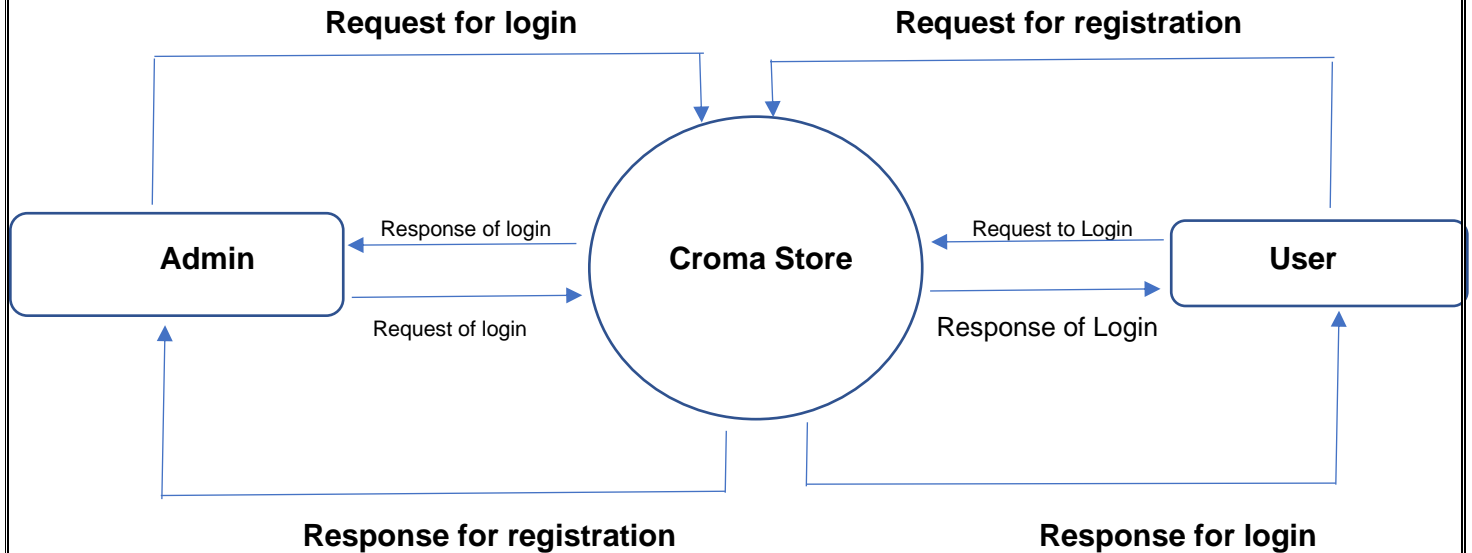 Request for login
Request for registration
Response of login
Request to Login
Admin
Croma Store
User
Request of login
Response of Login
Response for registration
Response for login